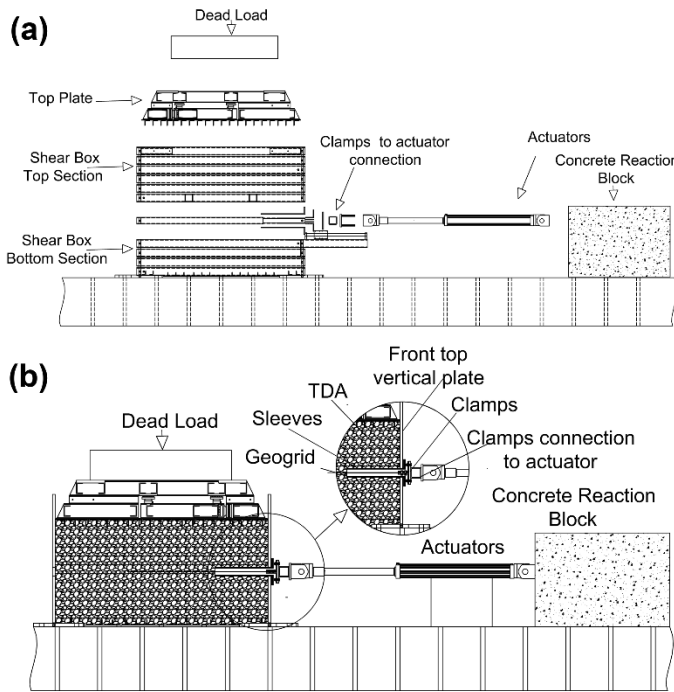 (a)
Dead Load
Top Plate
Shear Box
Top Section
Clamps to actuator
connection
Actuators
Concrete Reaction
Block
Shear Box
Bottom Section
(b)
Front top
vertical plate
TDA
Clamps
Dead Load
Sleeves
Clamps connection
to actuator
Geogrid
Concrete Reaction
Block
Actuators